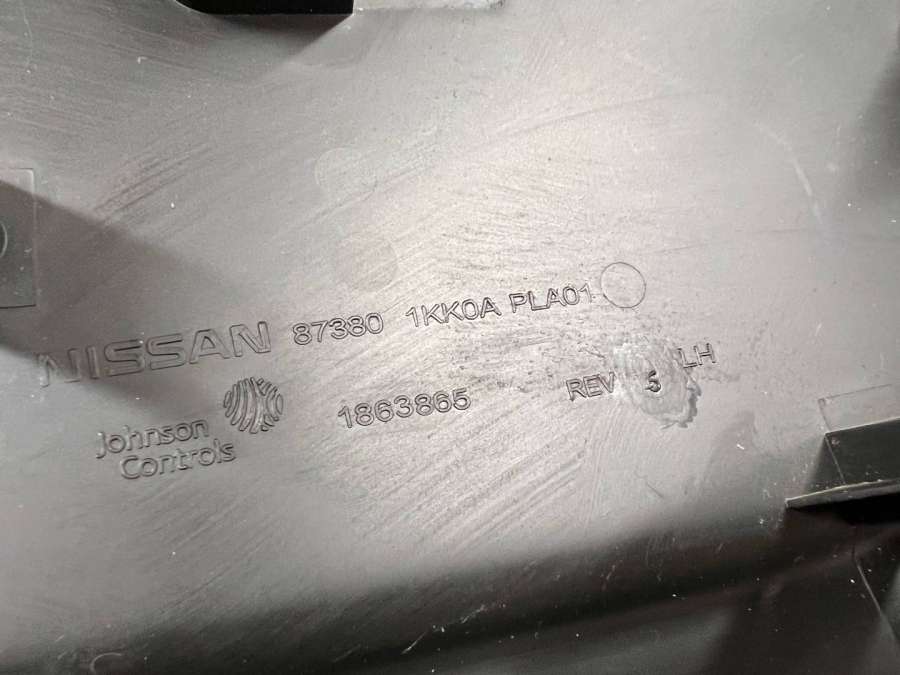 NISSAN 87380 1KK0A PLA01
Johnson
Controls
1863865
REV 5 LH